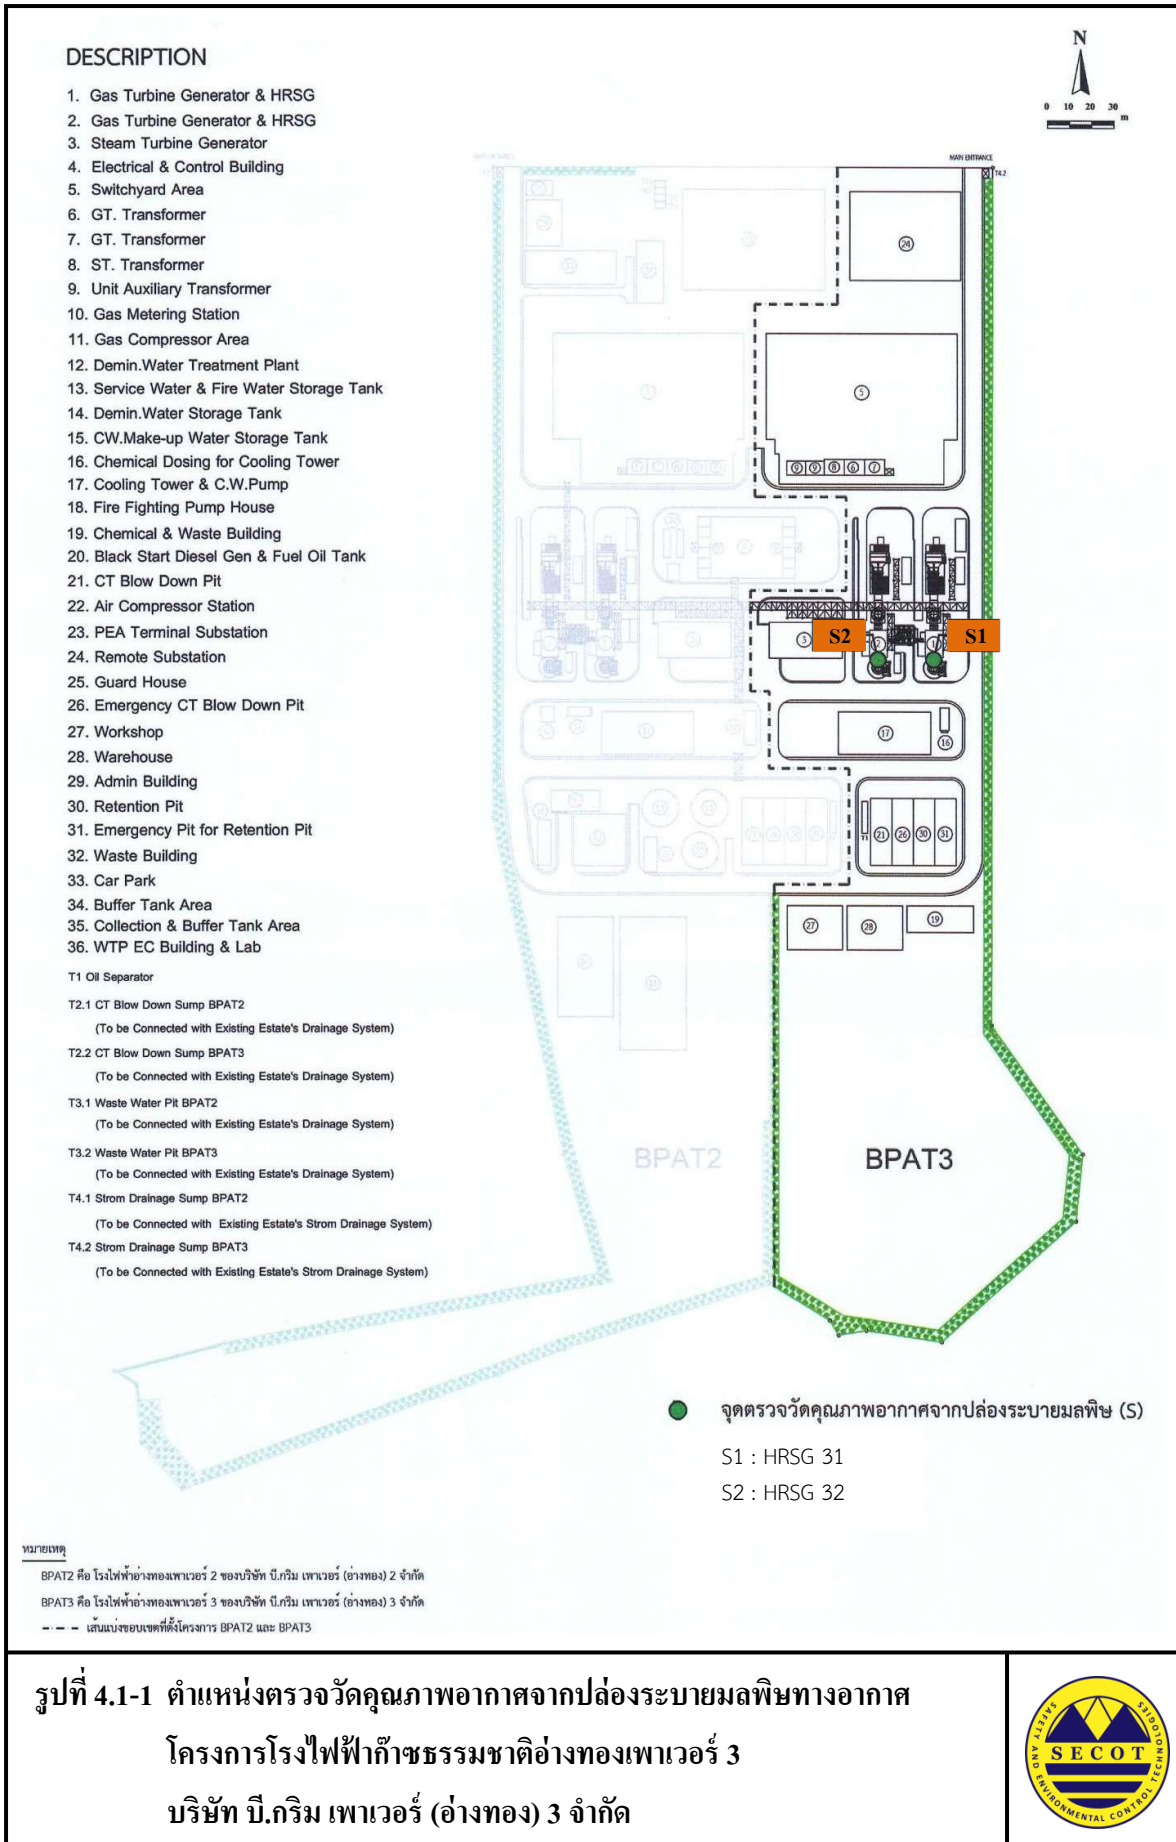 DESCRIPTION
1. Gas Turbine Generator & HRSG
2. Gas Turbine Generator & HRSG
3. Steam Turbine Generator
4. Electrical & Control Building
5. Switchyard Area
6. GT. Transformer
7. GT. Transformer
8. ST. Transformer
9. Unit Auxiliary Transformer
10. Gas Metering Station
11. Gas Compressor Area
12. Demin.Water Treatment Plant
13. Service Water & Fire Water Storage Tank
14. Demin.Water Storage Tank
15. CW.Make-up Water Storage Tank
16. Chemical Dosing for Cooling Tower
17. Cooling Tower & C.W.Pump
18. Fire Fighting Pump House
19. Chemical & Waste Building
20. Black Start Diesel Gen & Fuel Oil Tank
21. CT Blow Down Pit
22. Air Compressor Station
23. PEA Terminal Substation
24. Remote Substation
25. Guard House
26. Emergency CT Blow Down Pit
27. Workshop
28. Warehouse
29. Admin Building
30. Retention Pit
31. Emergency Pit for Retention Pit
32. Waste Building
33. Car Park
34. Buffer Tank Area
35. Collection & Buffer Tank Area
36. WTP EC Building & Lab
T1 Oil Separator
T2.1 CT Blow Down Sump BPAT2
(To be Connected with Existing Estate's Drainage System)
T2.2 CT Blow Down Sump BPAT3
(To be Connected with Existing Estate's Drainage System)
T3.1 Waste Water Pit BPAT2
(To be Connected with Existing Estate's Drainage System)
T3.2 Waste Water Pit BPAT3
(To be Connected with Existing Estate's Drainage System)
T4.1 Strom Drainage Sump BPAT2
(To be Connected with Existing Estate's Strom Drainage System)
T4.2 Strom Drainage Sump BPAT3
(To be Connected with Existing Estate's Strom Drainage System)
N
0 10 20 30
m
MAIN ENTRANCE
T4.2
24
5
9 9 8 6 7
3
S2
2
1
S1
17
16
T1
21 26 30 31
27
28
19
BPAT2
BPAT3
จุดตรวจวัดคุณภาพอากาศจากปล่องระบายมลพิษ (S)
S1 : HRSG 31
S2 : HRSG 32
หมายเหตุ
BPAT2 คือ โรงไฟฟ้าอ่างทองเพาเวอร์ 2 ของบริษัท บี.กริม เพาเวอร์ (อ่างทอง) 2 จำกัด
BPAT3 คือ โรงไฟฟ้าอ่างทองเพาเวอร์ 3 ของบริษัท บี.กริม เพาเวอร์ (อ่างทอง) 3 จำกัด
เส้นแบ่งขอบเขตที่ตั้งโครงการ BPAT2 และ BPAT3
รูปที่ 4.1-1 ตำแหน่งตรวจวัดคุณภาพอากาศจากปล่องระบายมลพิษทางอากาศ
โครงการโรงไฟฟ้าก๊าซธรรมชาติอ่างทองเพาเวอร์ 3
บริษัท บี.กริม เพาเวอร์ (อ่างทอง) 3 จำกัด
SECOT
SAFETY AND ENVIRONMENTAL CONTROL TECHNOLOGIES